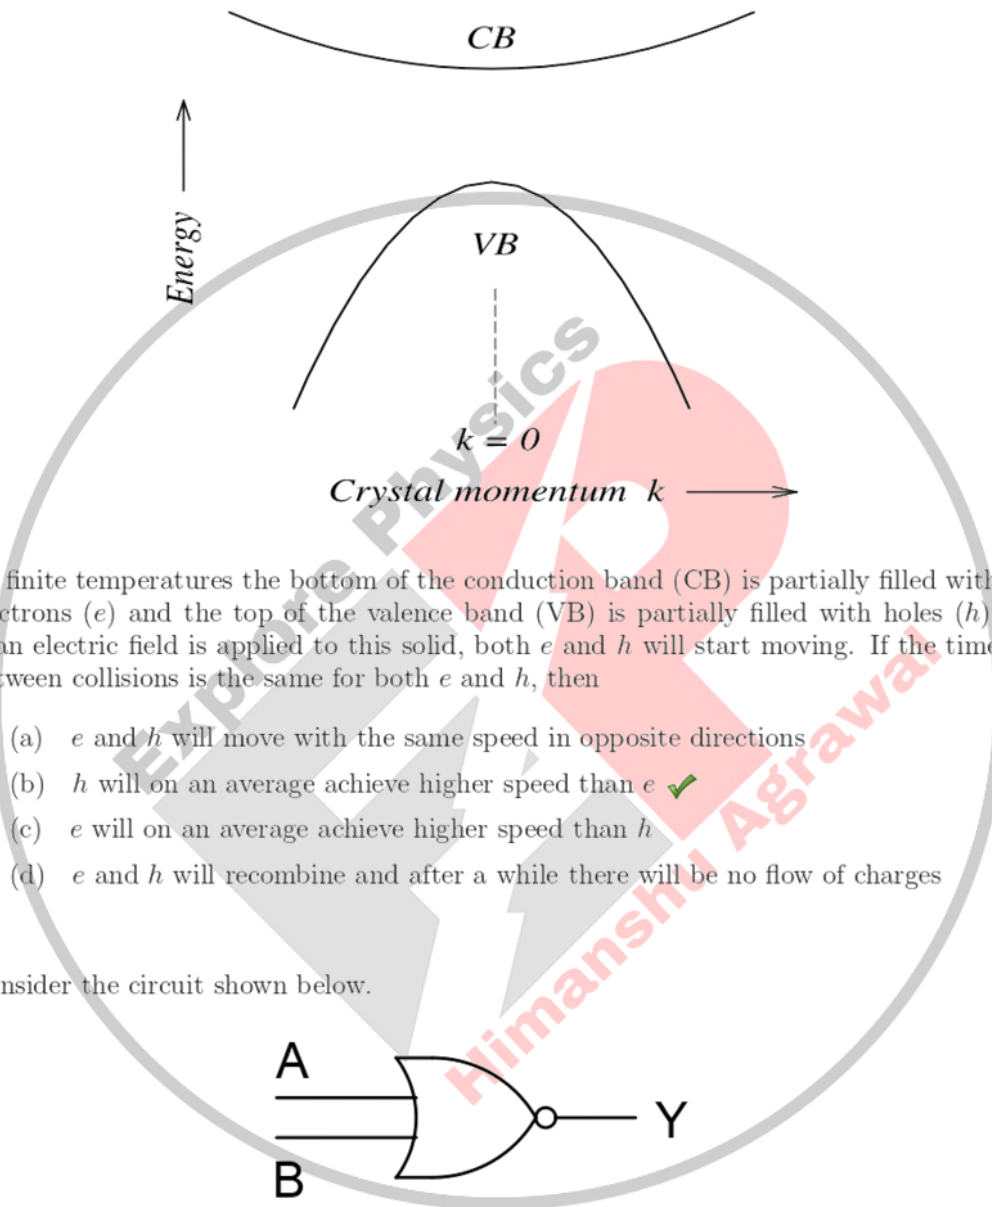 CB
Energy
VB
k = 0
Crystal momentum k
finite temperatures the bottom of the conduction band (CB) is partially filled with
ctrons (e) and the top of the valence band (VB) is partially filled with holes (h)
an electric field is applied to this solid, both e and h will start moving. If the time
tween collisions is the same for both e and h, then
(a) e and h will move with the same speed in opposite directions
(b) h will on an average achieve higher speed than e
(c) e will on an average achieve higher speed than h
(d) e and h will recombine and after a while there will be no flow of charges
nsider the circuit shown below.
A
Y
B
Explore Physics
Himanshu Agrawal